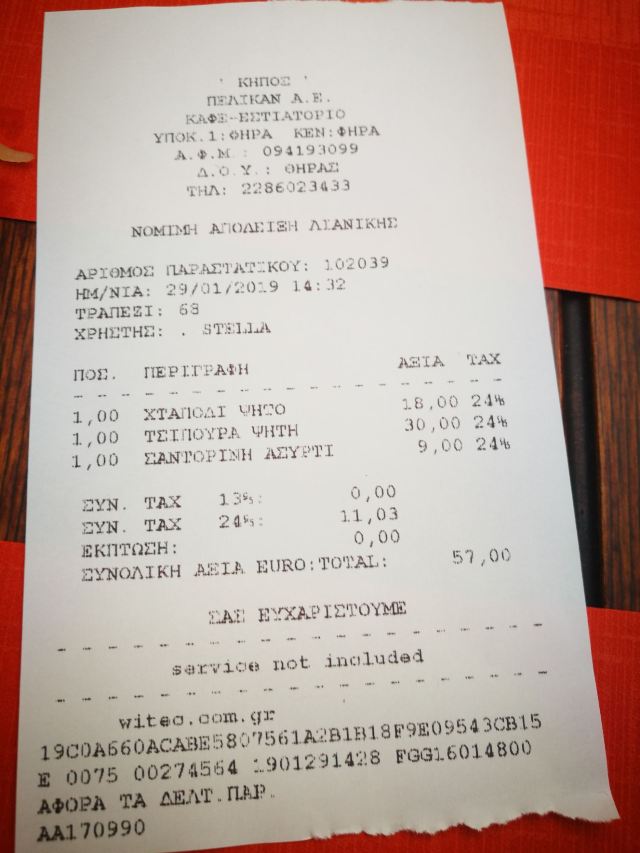 ' ΚΗΠΟΣ '
ΠΕΛΙΚΑΝ Α.Ε.
ΚΑΦΕ-ΕΣΤΙΑΤΟΡΙΟ
ΥΠΟΚ.1:ΘΗΡΑ ΚΕΝ:ΦΗΡΑ
Α.Φ.Μ.: 094193099
Δ.Ο.Υ.: ΘΗΡΑΣ
ΤΗΛ: 2286023433
ΝΟΜΙΜΗ ΑΠΟΔΕΙΞΗ ΛΙΑΝΙΚΗΣ
ΑΡΙΘΜΟΣ ΠΑΡΑΣΤΑΤΙΚΟΥ: 102039
ΗΜ/ΝΙΑ: 29/01/2019 14:32
ΤΡΑΠΕΖΙ: 68
ΧΡΗΣΤΗΣ: . STELLA
ΠΟΣ. ΠΕΡΙΓΡΑΦΗ ΑΞΙΑ TAX
1,00 ΧΤΑΠΟΔΙ ΨΗΤΟ 18,00 24%
1,00 ΤΣΙΠΟΥΡΑ ΨΗΤΗ 30,00 24%
1,00 ΣΑΝΤΟΡΙΝΗ ΑΣΥΡΤΙ 9,00 24%
ΣΥΝ. TAX 13%: 0,00
ΣΥΝ. TAX 24%: 11,03
ΕΚΠΤΩΣΗ: 0,00
ΣΥΝΟΛΙΚΗ ΑΞΙΑ EURO:TOTAL: 57,00
ΣΑΣ ΕΥΧΑΡΙΣΤΟΥΜΕ
service not included
witec.com.gr
19C0A660ACABE5807561A2B1B18F9E09543CB15
E 0075 00274564 1901291428 FGG16014800
ΑΦΟΡΑ ΤΑ ΔΕΛΤ.ΠΑΡ.
ΑΑ170990